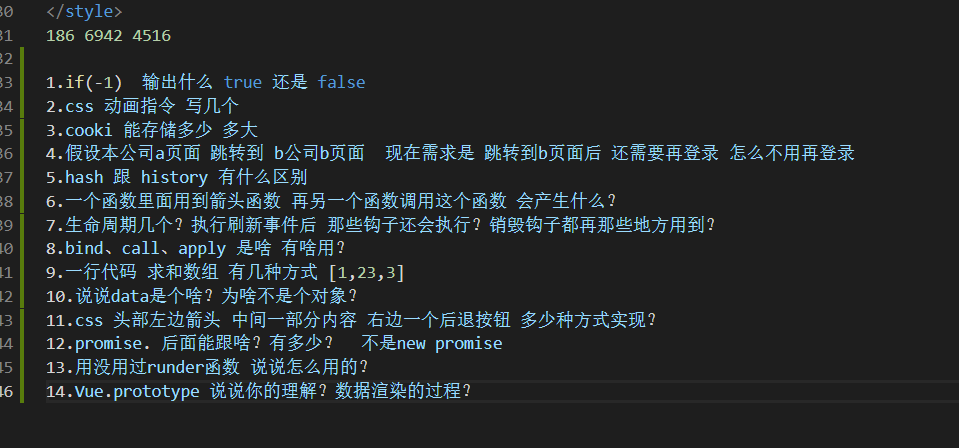 30 </style>
31 186 6942 4516
32
33 1.if(-1) 输出什么 true 还是 false
34 2.css 动画指令 写几个
35 3.cooki 能存储多少 多大
36 4.假设本公司a页面 跳转到 b公司b页面 现在需求是 跳转到b页面后 还需要再登录 怎么不用再登录
37 5.hash 跟 history 有什么区别
38 6.一个函数里面用到箭头函数 再另一个函数调用这个函数 会产生什么?
39 7.生命周期几个？执行刷新事件后 那些钩子还会执行？销毁钩子都再那些地方用到?
40 8.bind、call、apply 是啥 有啥用?
41 9.一行代码 求和数组 有几种方式 [1,23,3]
42 10.说说data是个啥？为啥不是个对象?
43 11.css 头部左边箭头 中间一部分内容 右边一个后退按钮 多少种方式实现?
44 12.promise. 后面能跟啥？有多少？ 不是new promise
45 13.用没用过runder函数 说说怎么用的?
46 14.Vue.prototype 说说你的理解？数据渲染的过程?